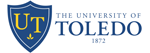 UT
THE UNIVERSITY OF
TOLEDO
1872